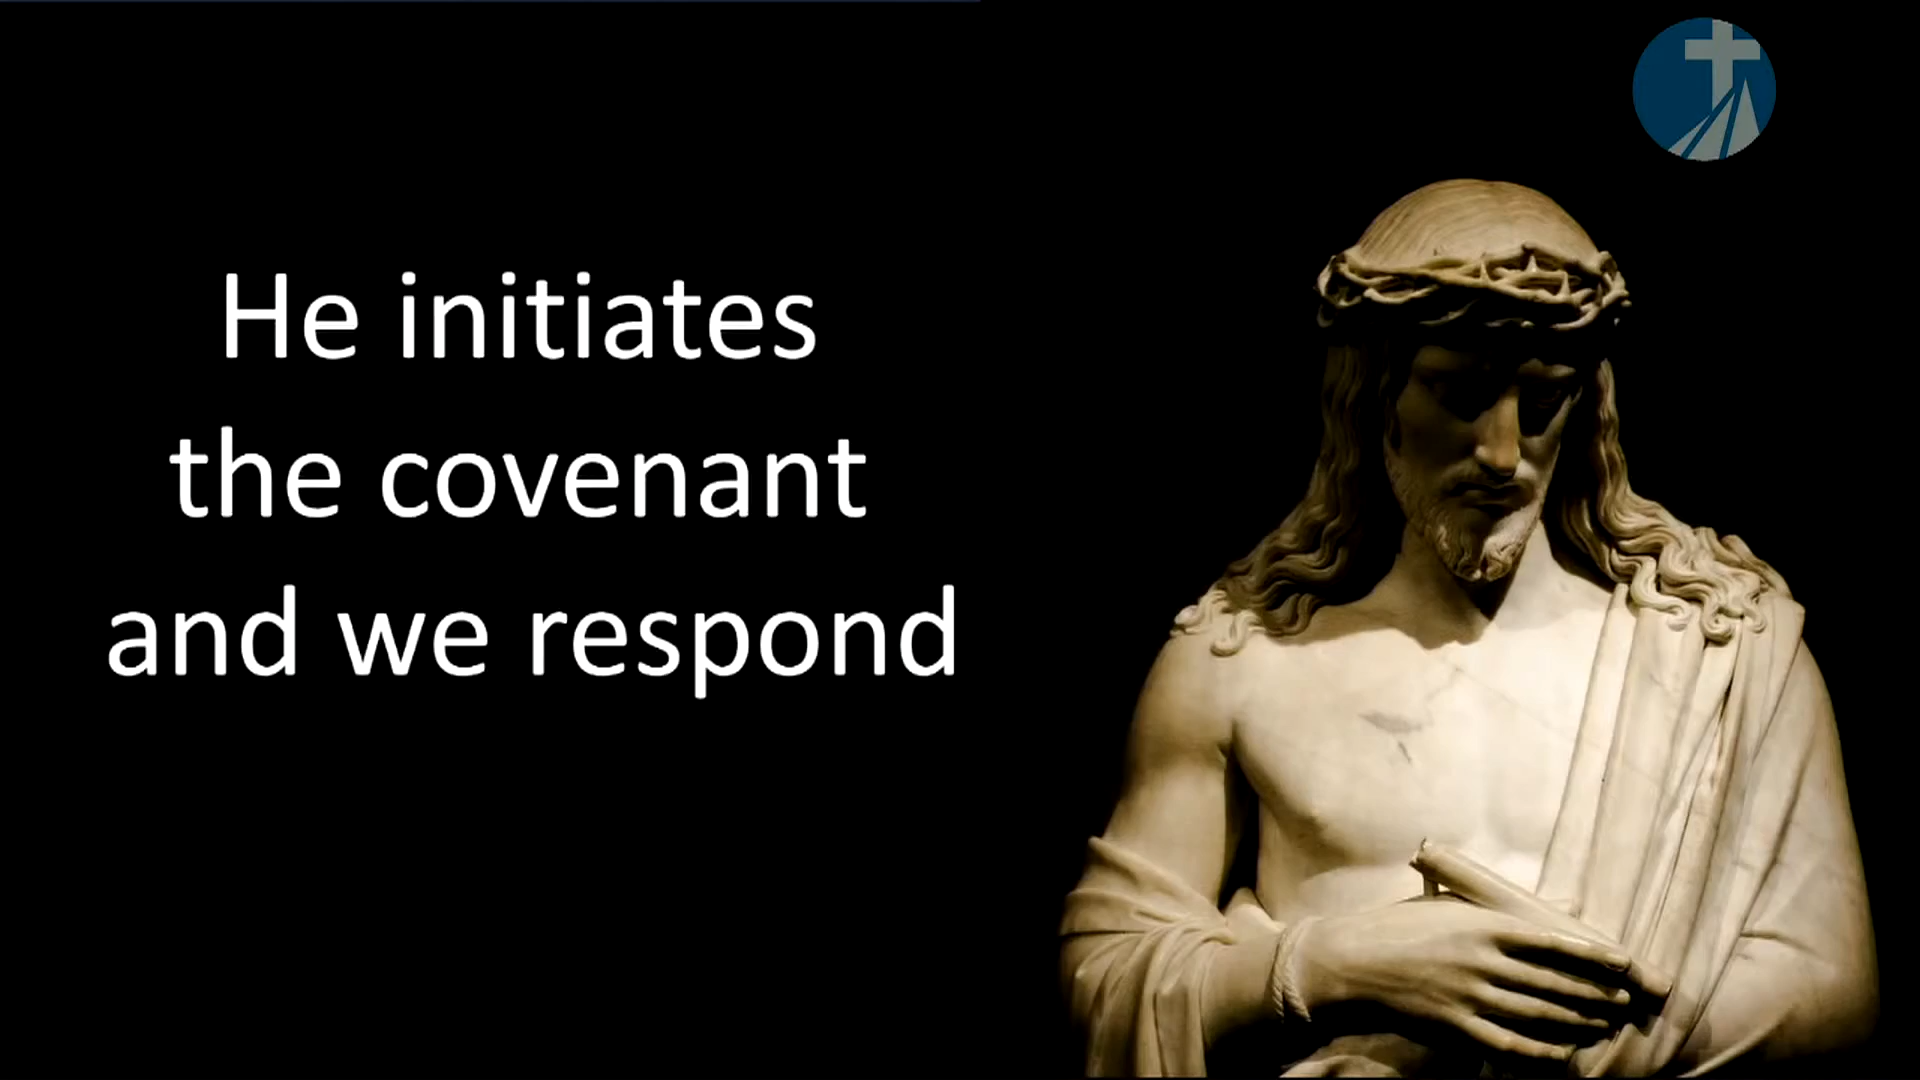 He initiates
the covenant
and we respond